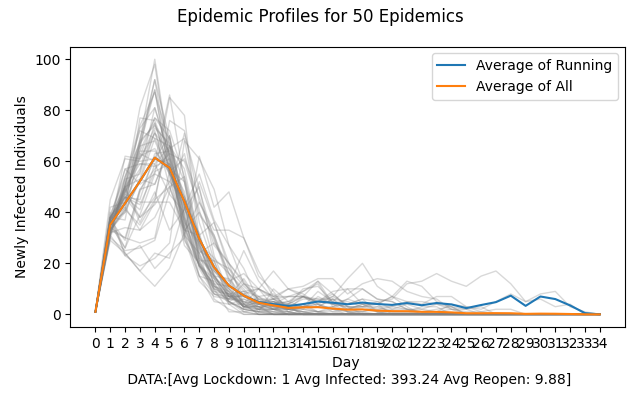 Epidemic Profiles for 50 Epidemics
Average of Running
Average of All
Newly Infected Individuals
100
80
60
40
20
0
0 1 2 3 4 5 6 7 8 9 10 11 12 13 14 15 16 17 18 19 20 21 22 23 24 25 26 27 28 29 30 31 32 33 34
Day
DATA:[Avg Lockdown: 1 Avg Infected: 393.24 Avg Reopen: 9.88]